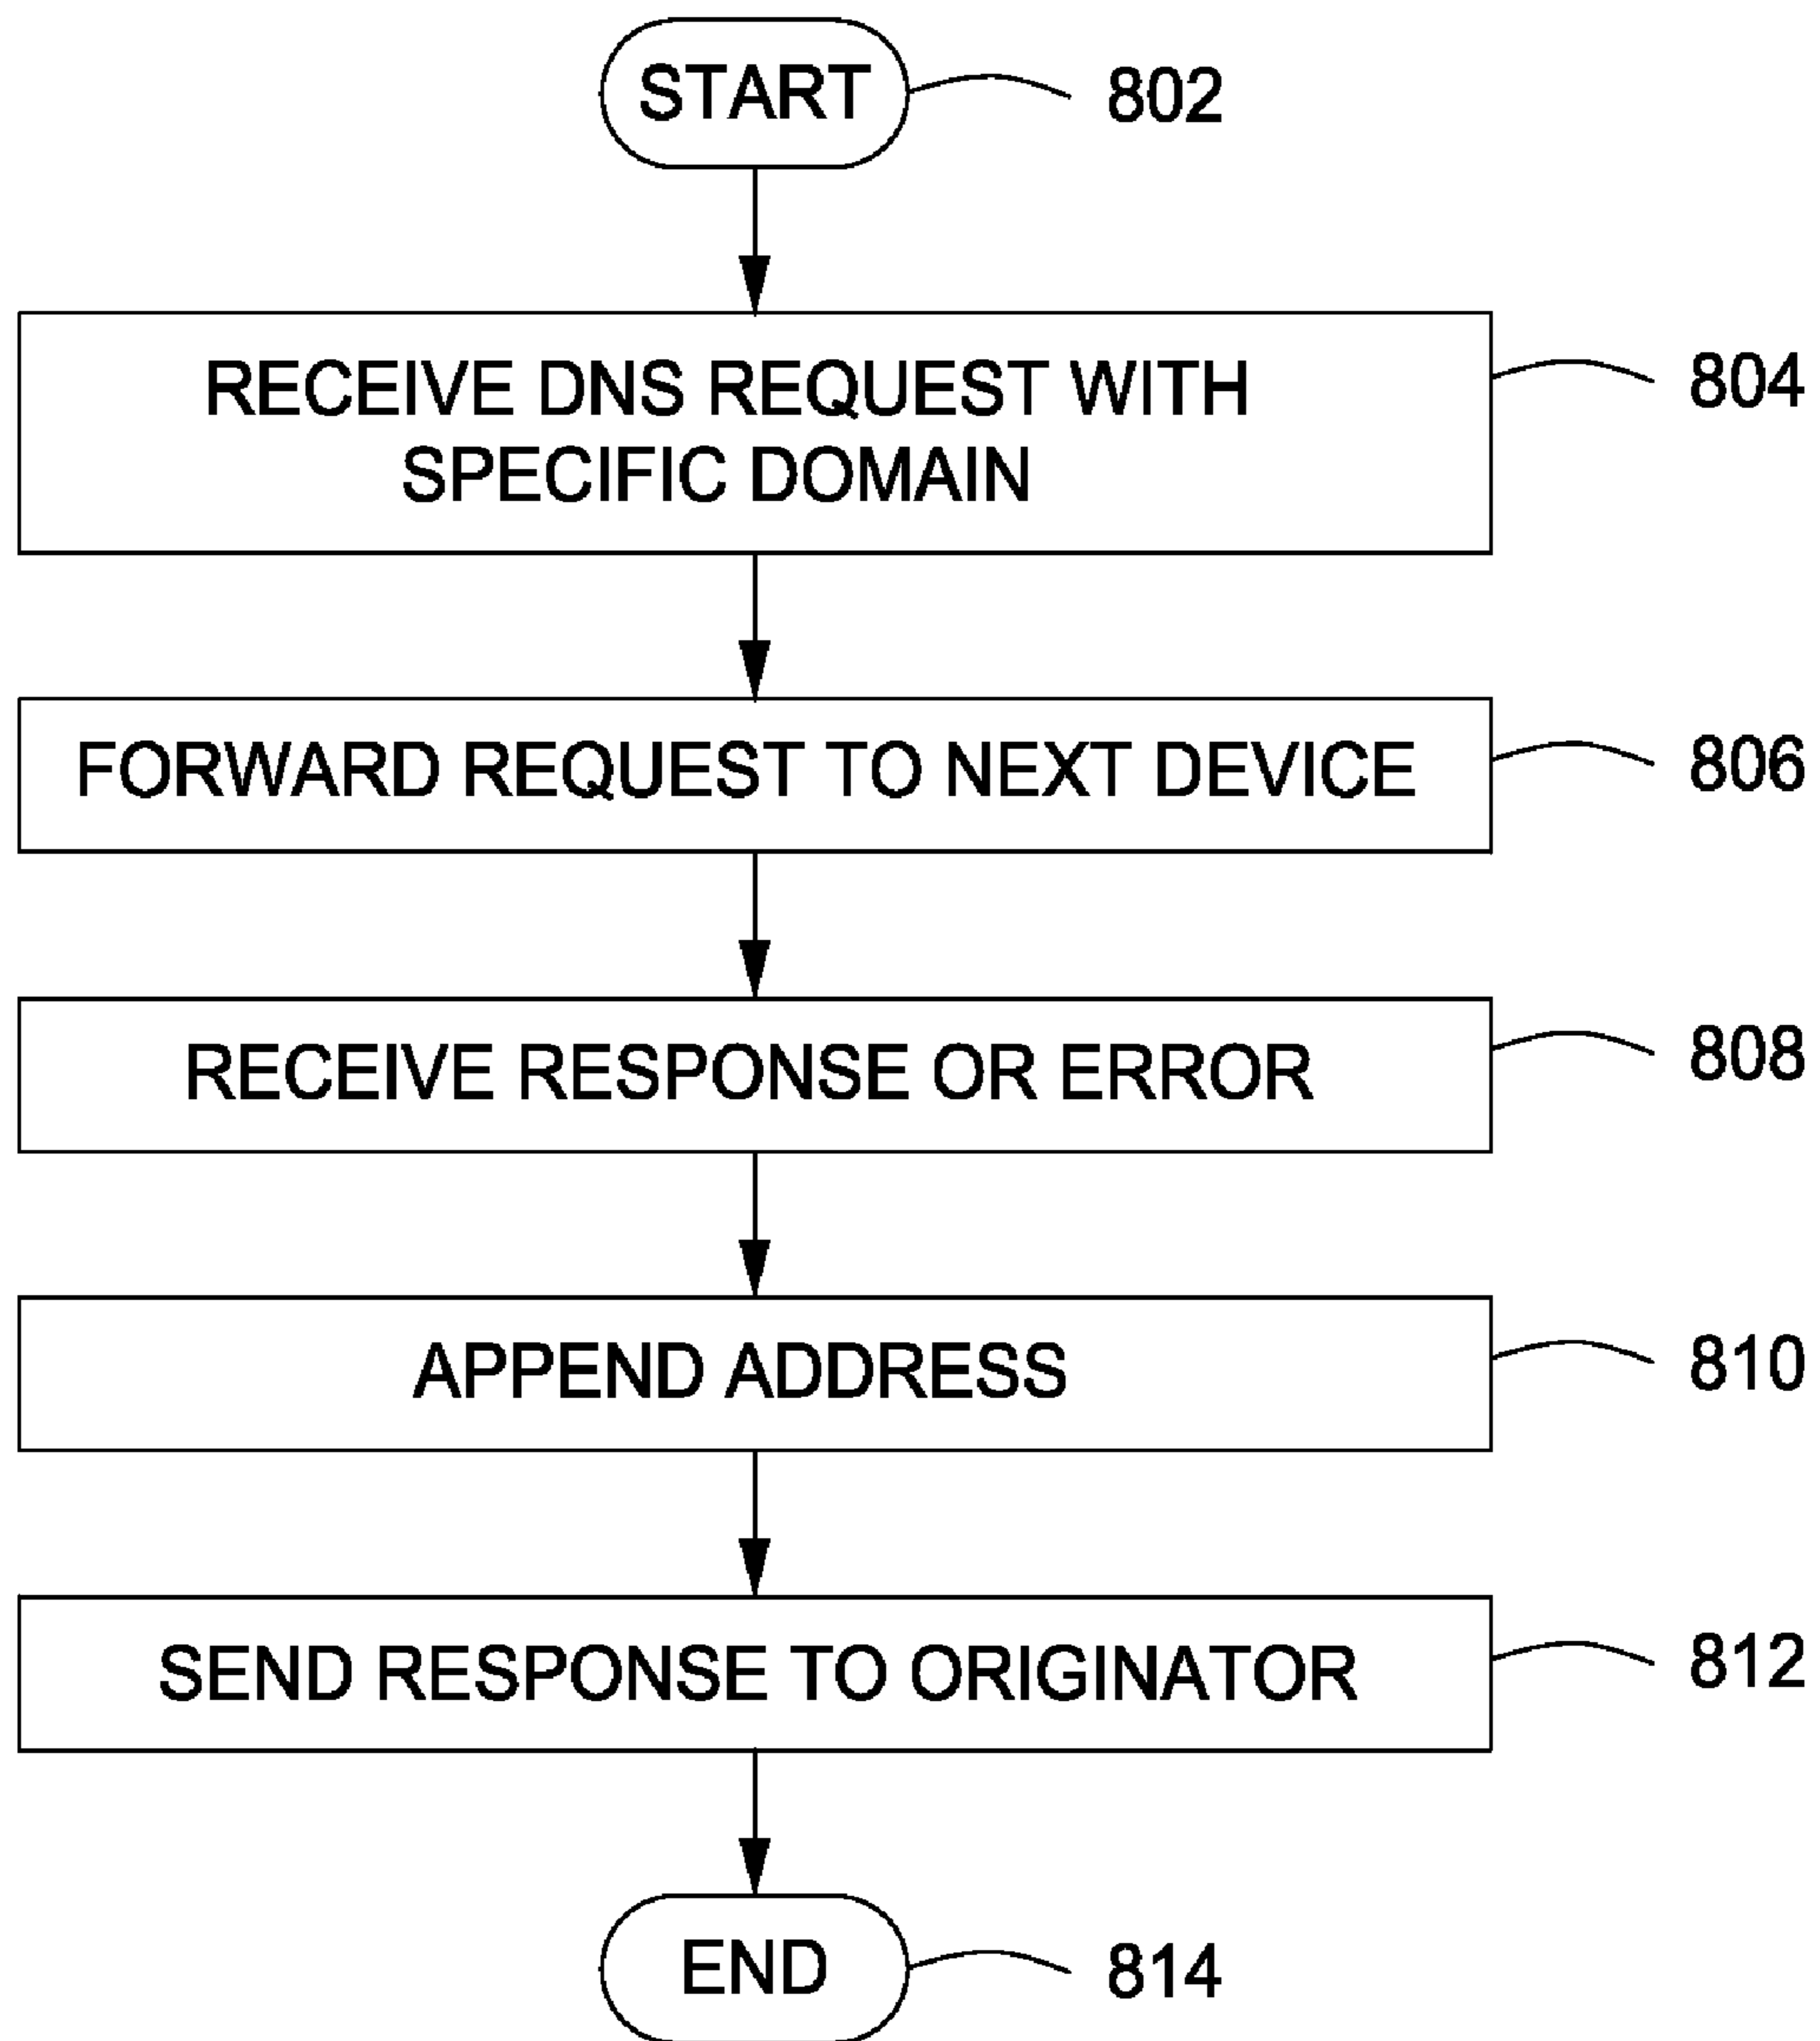 START
802
RECEIVE DNS REQUEST WITH
SPECIFIC DOMAIN
804
FORWARD REQUEST TO NEXT DEVICE
806
RECEIVE RESPONSE OR ERROR
808
APPEND ADDRESS
810
SEND RESPONSE TO ORIGINATOR
812
END
814